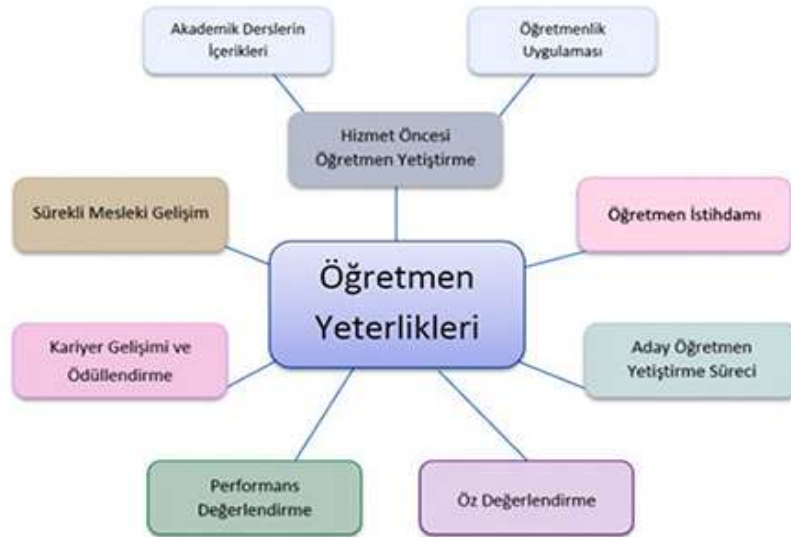 Akademik Derslerin
İçerikleri
Öğretmenlik
Uygulaması
Hizmet Öncesi
Öğretmen Yetiştirme
Sürekli Mesleki Gelişim
Öğretmen İstihdamı
Öğretmen
Yeterlikleri
Kariyer Gelişimi ve
Ödüllendirme
Aday Öğretmen
Yetiştirme Süreci
Performans
Değerlendirme
Öz Değerlendirme